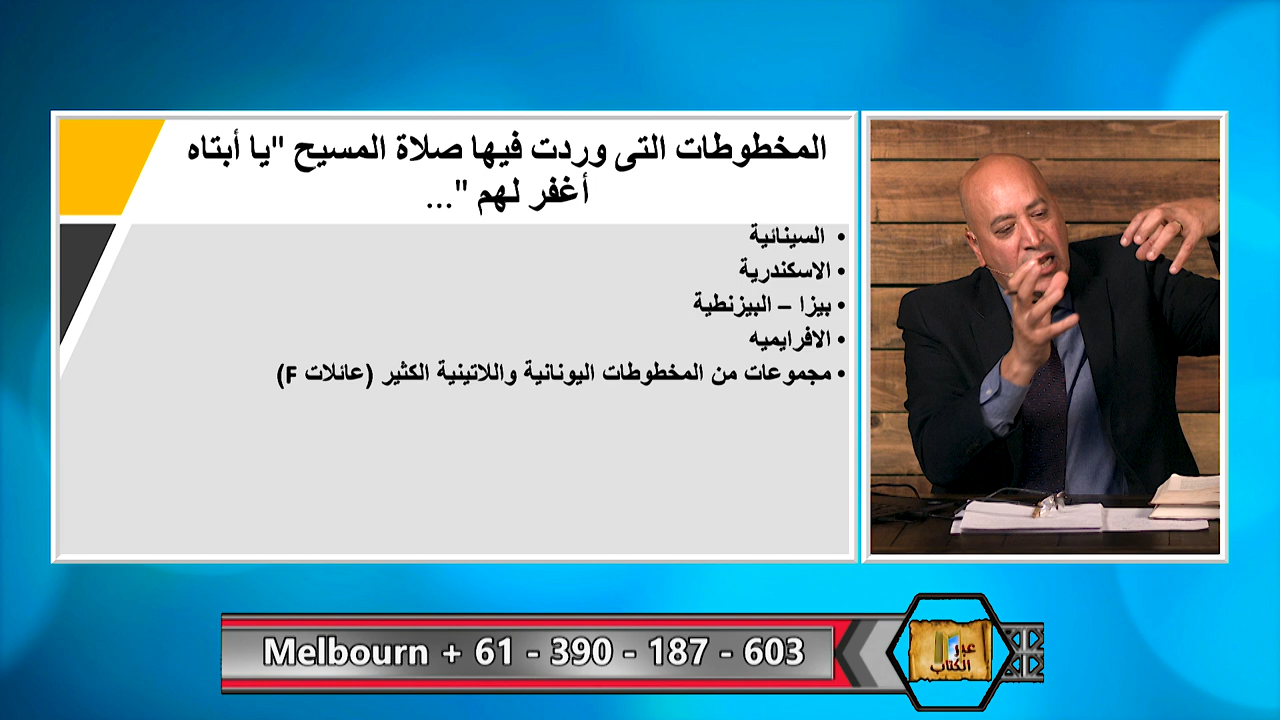 المخطوطات التى وردت فيها صلاة المسيح "يا أبتاه
أغفر لهم "...
• السينائية
• الاسكندرية
• بيزا – البيزنطية
• الافرايميه
• مجموعات من المخطوطات اليونانية واللاتينية الكثير (عائلات F)
Melbourn + 61 - 390 - 187 - 603
عبر
الكتاب